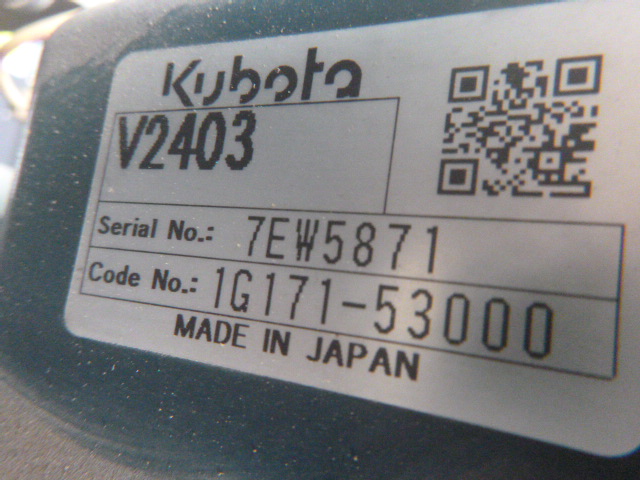 Kubota
V2403
Serial No.: 7EW5871
Code No.: 1G171-53000
MADE IN JAPAN